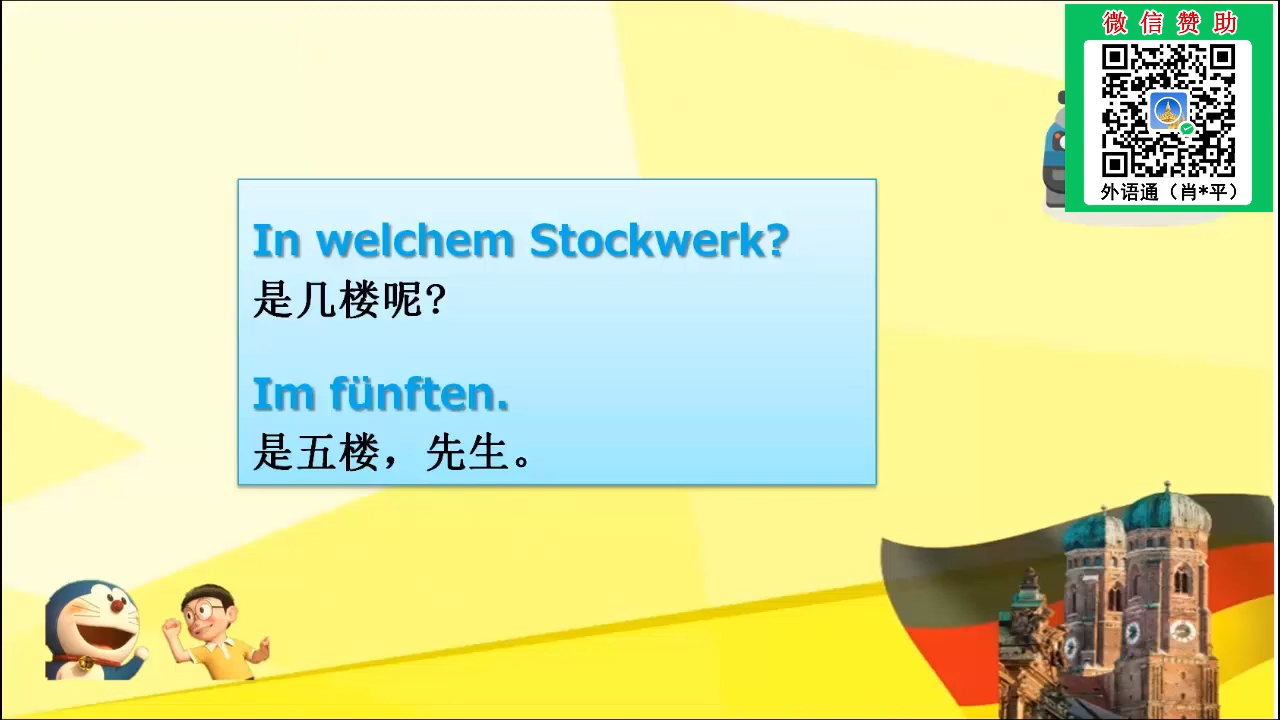 微信赞助
外语通（肖*平）
In welchem Stockwerk?
是几楼呢?
Im fünften.
是五楼，先生。